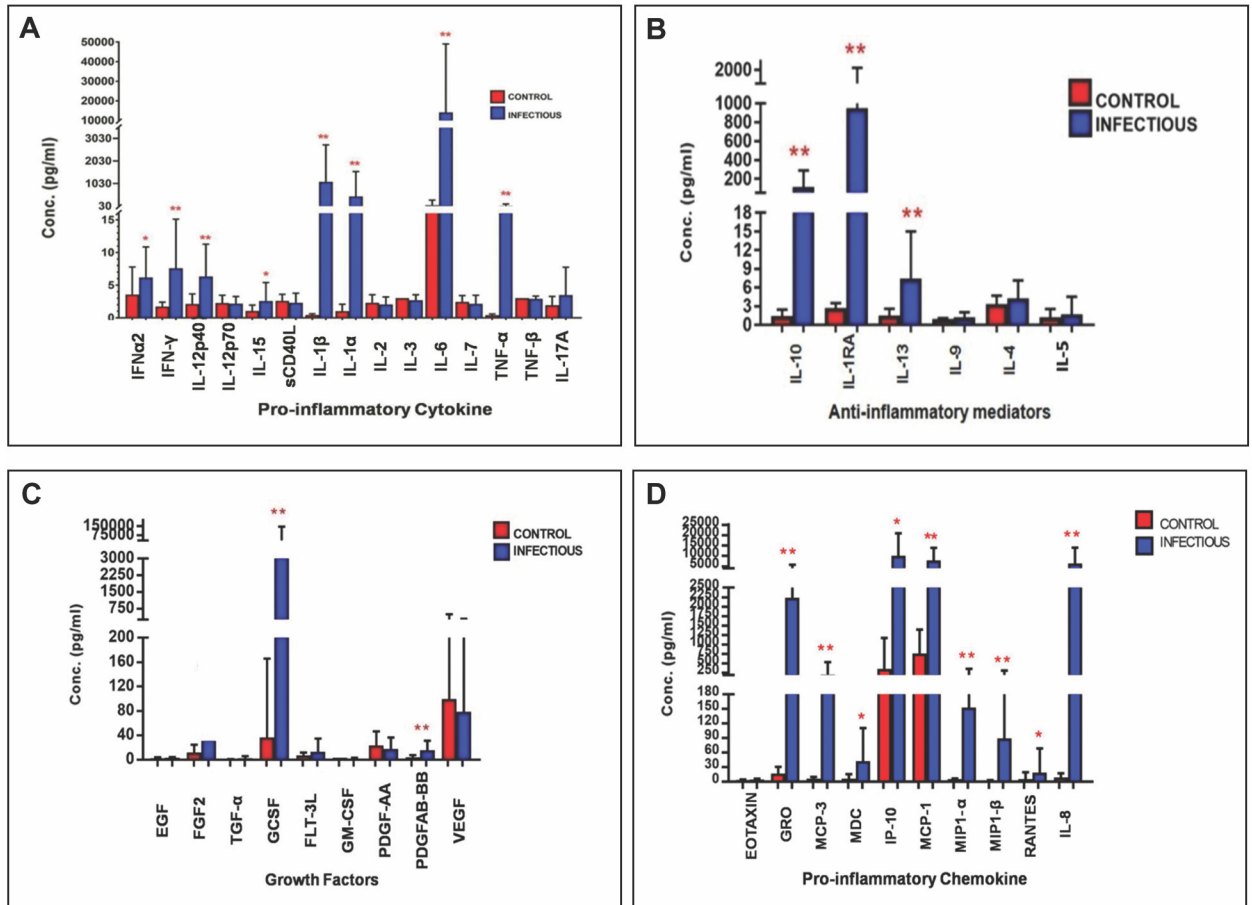 A
Conc. (pg/ml)
50000
40000
30000
20000
10000
3030
2030
1030
30
15
10
5
0
*
**
**
*
**
**
**
**
CONTROL
INFECTIOUS
IFNα2
IFN-γ
IL-12p40
IL-12p70
IL-15
sCD40L
IL-1β
IL-1α
IL-2
IL-3
IL-6
IL-7
TNF-α
TNF-β
IL-17A
Pro-inflammatory Cytokine
B
Conc. (pg/ml)
2000
1000
800
600
400
200
18
15
12
9
6
3
0
**
**
**
CONTROL
INFECTIOUS
IL-10
IL-1RA
IL-13
IL-9
IL-4
IL-5
Anti-inflammatory mediators
C
Conc. (pg/ml)
150000
75000
3000
2250
1500
750
200
160
120
80
40
0
**
**
CONTROL
INFECTIOUS
EGF
FGF2
TGF-α
GCSF
FLT-3L
GM-CSF
PDGF-AA
PDGFAB-BB
VEGF
Growth Factors
D
Conc. (pg/ml)
25000
20000
15000
10000
5000
2500
2250
2000
1750
1500
1250
1000
750
500
250
180
150
120
90
60
30
0
**
**
*
*
**
**
**
*
**
CONTROL
INFECTIOUS
EOTAXIN
GRO
MCP-3
MDC
IP-10
MCP-1
MIP1-α
MIP1-β
RANTES
IL-8
Pro-inflammatory Chemokine